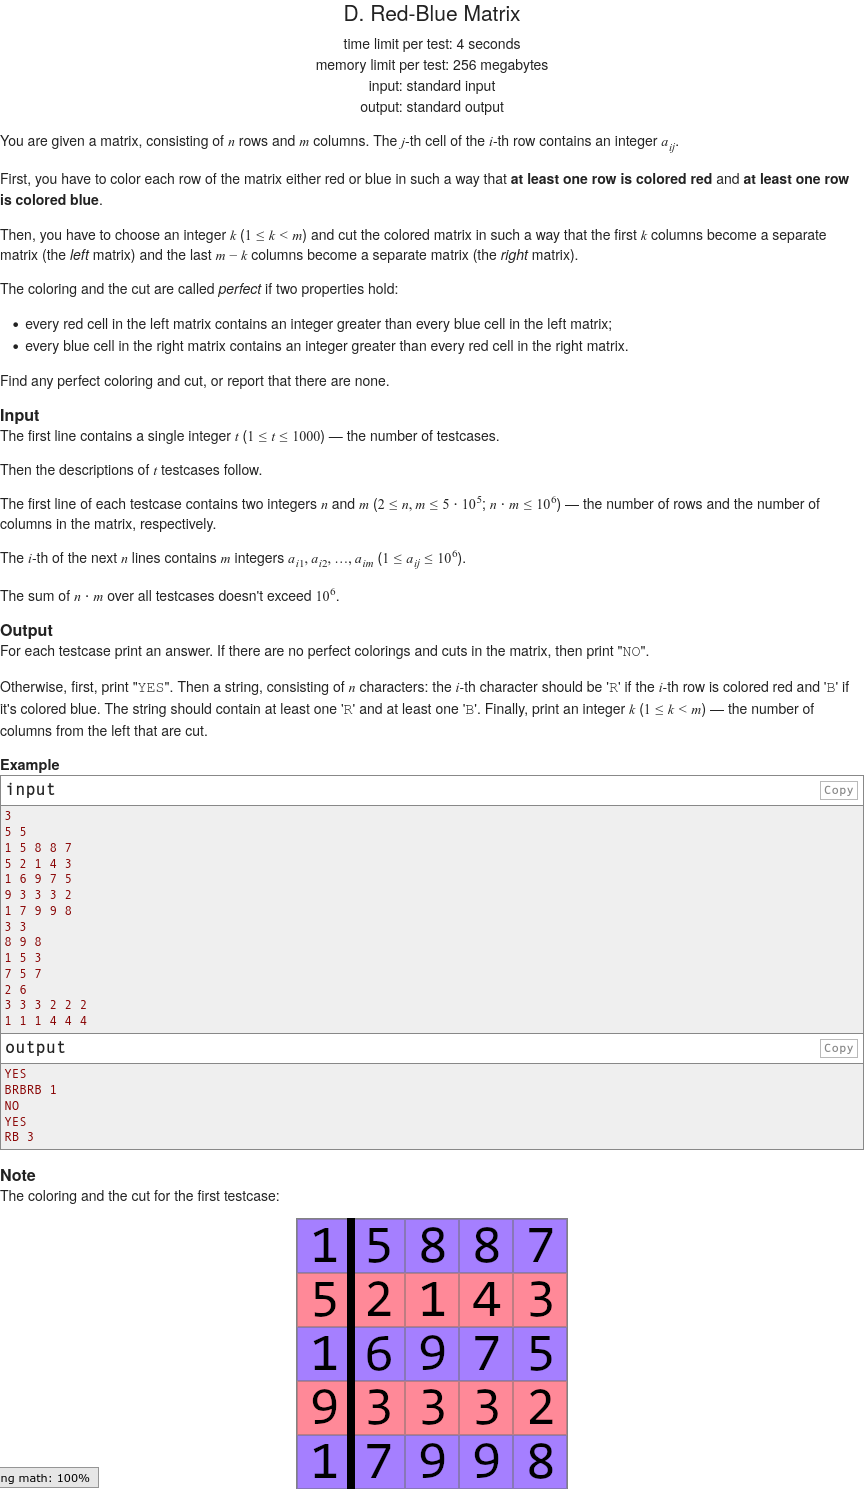 D. Red-Blue Matrix
time limit per test: 4 seconds
memory limit per test: 256 megabytes
input: standard input
output: standard output
You are given a matrix, consisting of n rows and m columns. The j-th cell of the i-th row contains an integer a_{ij}.
First, you have to color each row of the matrix either red or blue in such a way that at least one row is colored red and at least one row
is colored blue.
Then, you have to choose an integer k (1 ≤ k < m) and cut the colored matrix in such a way that the first k columns become a separate
matrix (the left matrix) and the last m − k columns become a separate matrix (the right matrix).
The coloring and the cut are called perfect if two properties hold:
• every red cell in the left matrix contains an integer greater than every blue cell in the left matrix;
• every blue cell in the right matrix contains an integer greater than every red cell in the right matrix.
Find any perfect coloring and cut, or report that there are none.
Input
The first line contains a single integer t (1 ≤ t ≤ 1000) — the number of testcases.
Then the descriptions of t testcases follow.
The first line of each testcase contains two integers n and m (2 ≤ n, m ≤ 5 · 10^5; n · m ≤ 10^6) — the number of rows and the number of
columns in the matrix, respectively.
The i-th of the next n lines contains m integers a_{i1}, a_{i2}, …, a_{im} (1 ≤ a_{ij} ≤ 10^6).
The sum of n · m over all testcases doesn't exceed 10^6.
Output
For each testcase print an answer. If there are no perfect colorings and cuts in the matrix, then print "NO".
Otherwise, first, print "YES". Then a string, consisting of n characters: the i-th character should be 'R' if the i-th row is colored red and 'B' if
it's colored blue. The string should contain at least one 'R' and at least one 'B'. Finally, print an integer k (1 ≤ k < m) — the number of
columns from the left that are cut.
Example
input Copy
3
5 5
1 5 8 8 7
5 2 1 4 3
1 6 9 7 5
9 3 3 3 2
1 7 9 9 8
3 3
8 9 8
1 5 3
7 5 7
2 6
3 3 3 2 2 2
1 1 1 4 4 4
output Copy
YES
BRBRB 1
NO
YES
RB 3
Note
The coloring and the cut for the first testcase:
1 5 8 8 7
5 2 1 4 3
1 6 9 7 5
9 3 3 3 2
1 7 9 9 8
ng math: 100%